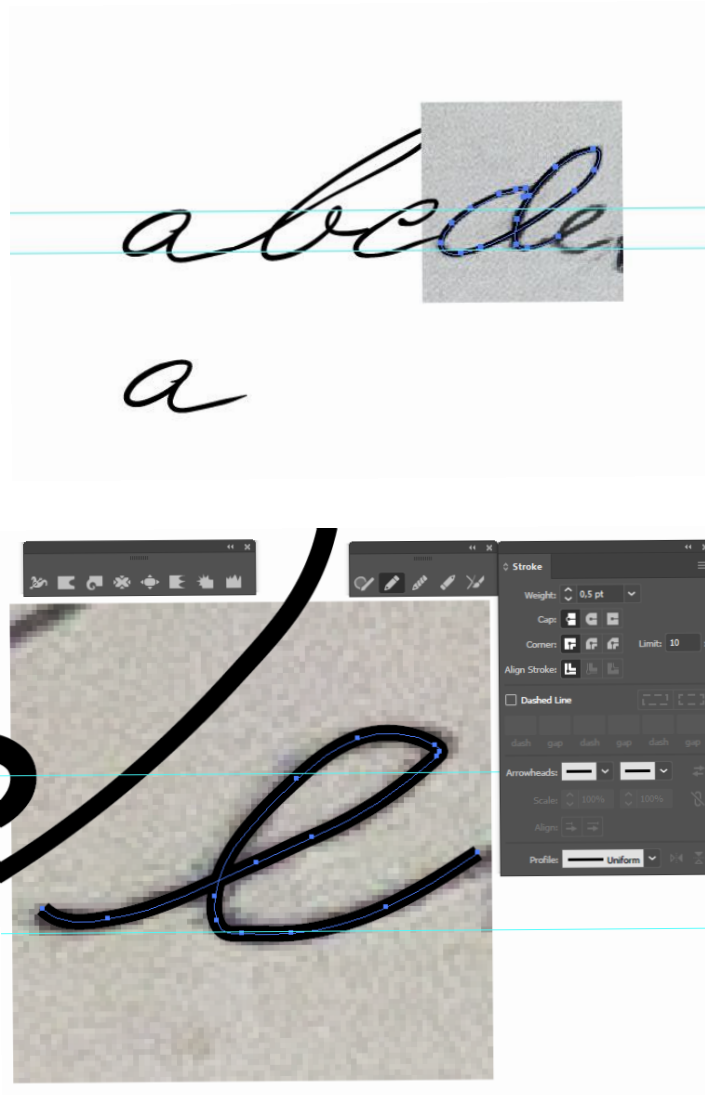 abcde
a
e
Stroke
Weight: 0,5 pt
Cap:
Corner: Limit: 10
Align Stroke:
Dashed Line
dash gap dash gap dash gap
Arrowheads:
Scale: 100% 100%
Align:
Profile: Uniform